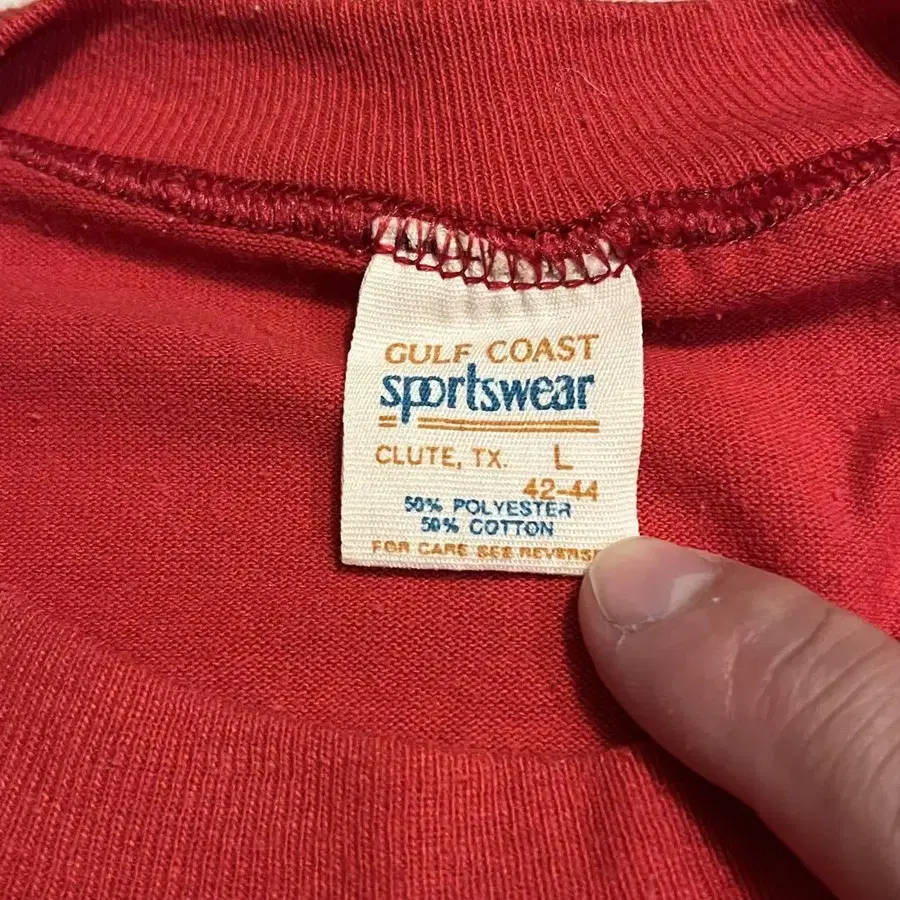 GULF COAST
sportswear
CLUTE, TX. L
42-44
50% POLYESTER
50% COTTON
FOR CARE SEE REVERSE